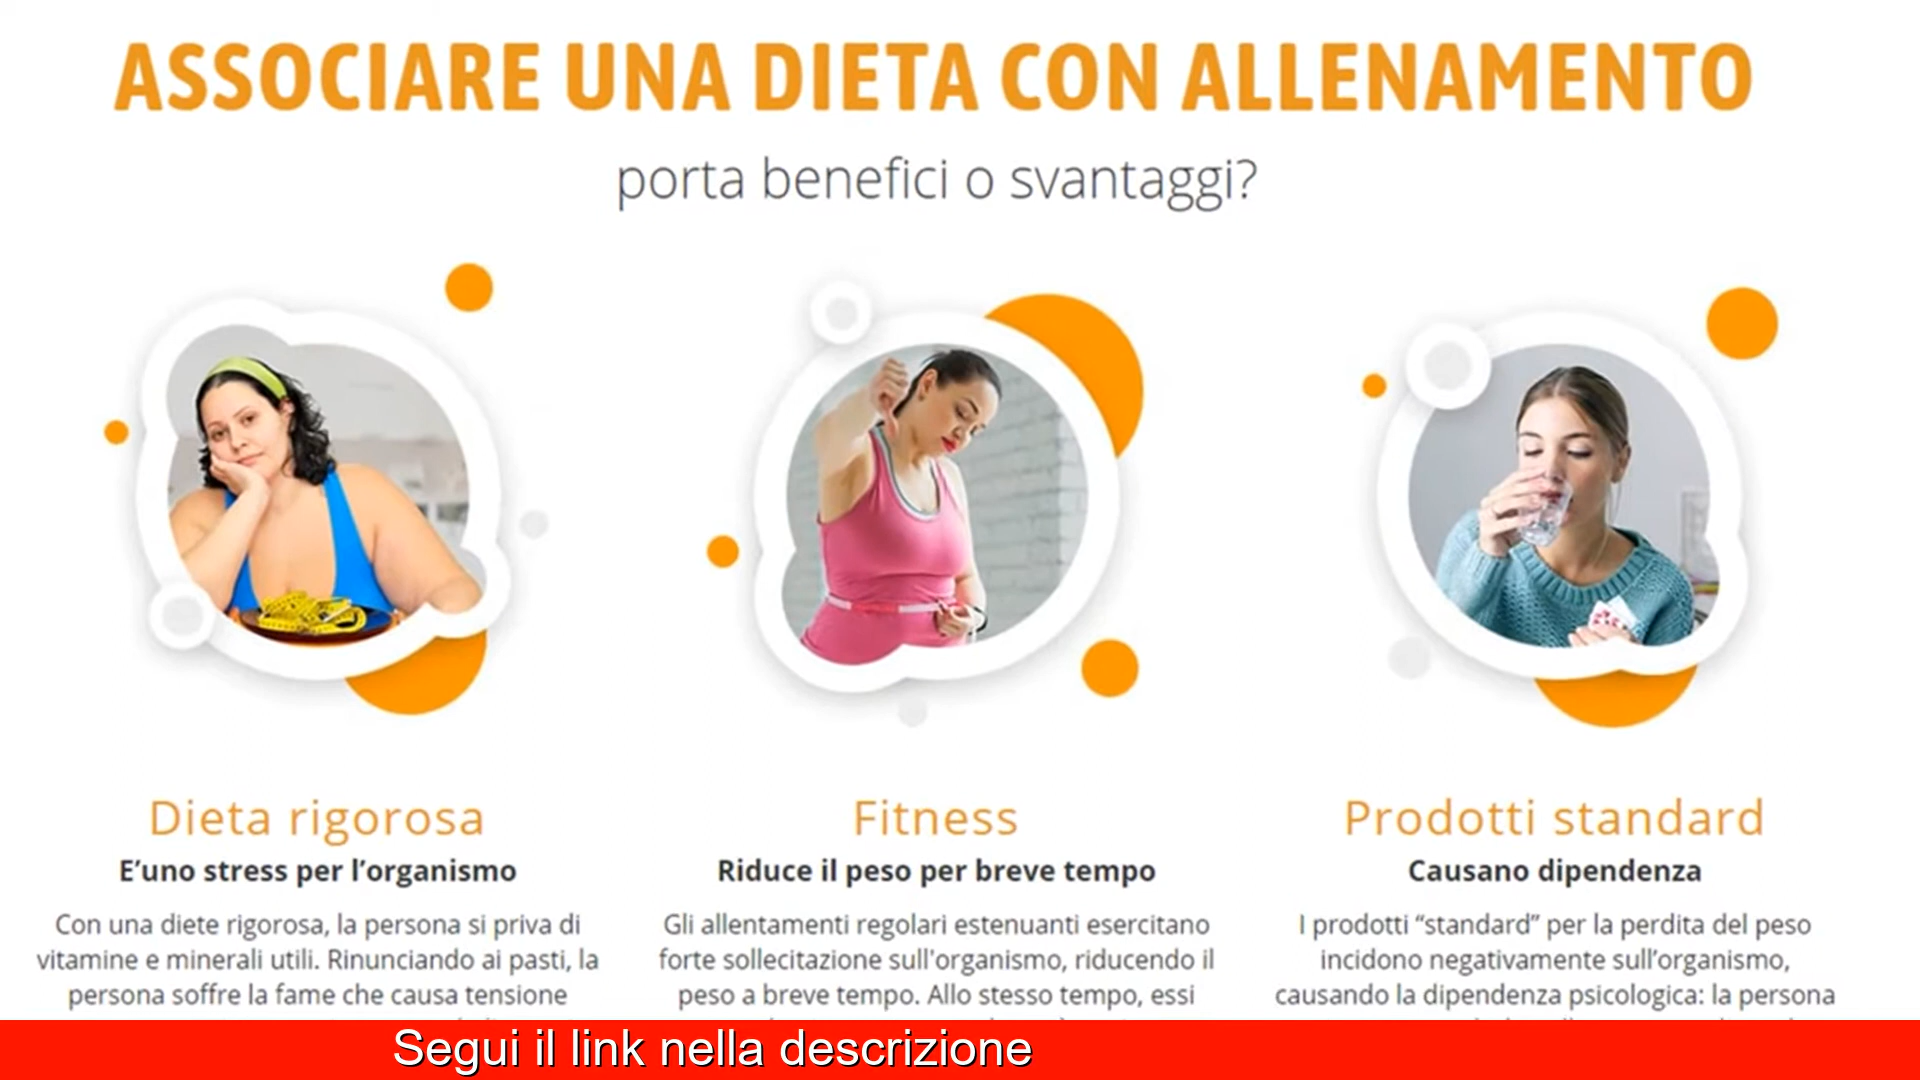 ASSOCIARE UNA DIETA CON ALLENAMENTO
porta benefici o svantaggi?
Dieta rigorosa
E'uno stress per l'organismo
Con una diete rigorosa, la persona si priva di
vitamine e minerali utili. Rinunciando ai pasti, la
persona soffre la fame che causa tensione
Fitness
Riduce il peso per breve tempo
Gli allentamenti regolari estenuanti esercitano
forte sollecitazione sull'organismo, riducendo il
peso a breve tempo. Allo stesso tempo, essi
Prodotti standard
Causano dipendenza
I prodotti “standard” per la perdita del peso
incidono negativamente sull’organismo,
causando la dipendenza psicologica: la persona
Segui il link nella descrizione